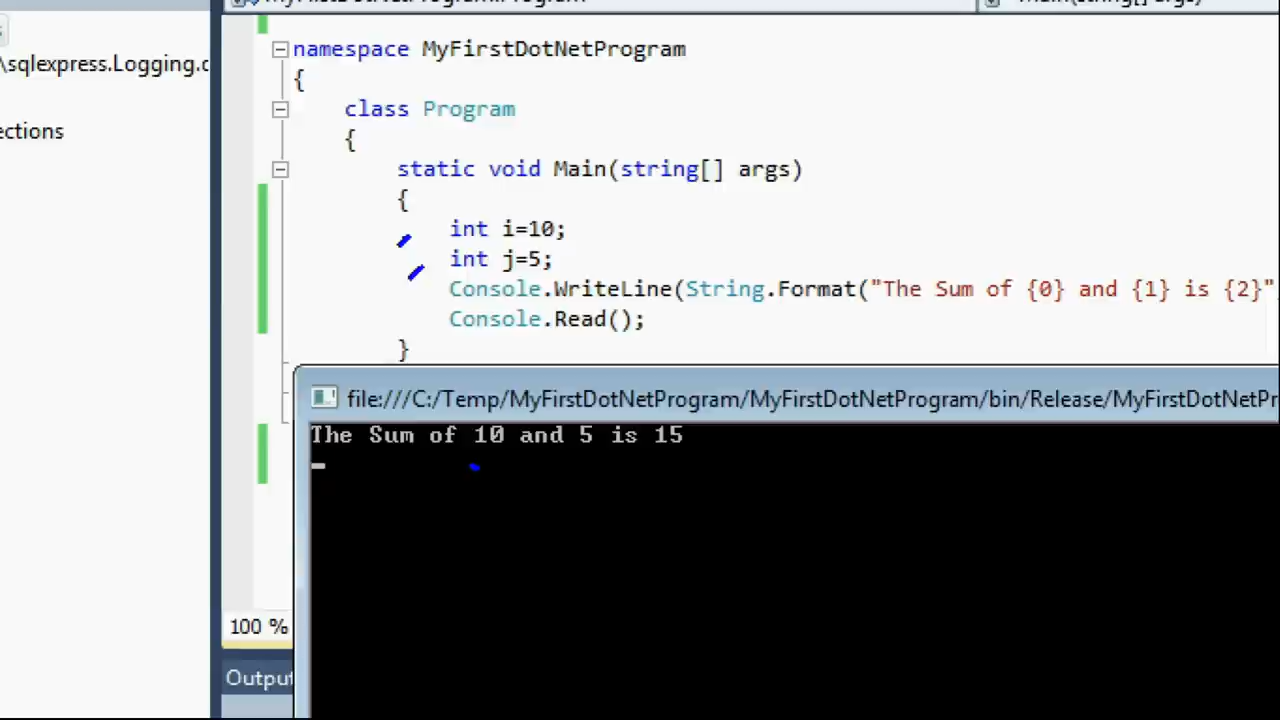 \sqlexpress.Logging.c
ections
namespace MyFirstDotNetProgram
{
class Program
{
static void Main(string[] args)
{
int i=10;
int j=5;
Console.WriteLine(String.Format("The Sum of {0} and {1} is {2}"
Console.Read();
}
file:///C:/Temp/MyFirstDotNetProgram/MyFirstDotNetProgram/bin/Release/MyFirstDotNetPr
The Sum of 10 and 5 is 15
100 %
Output